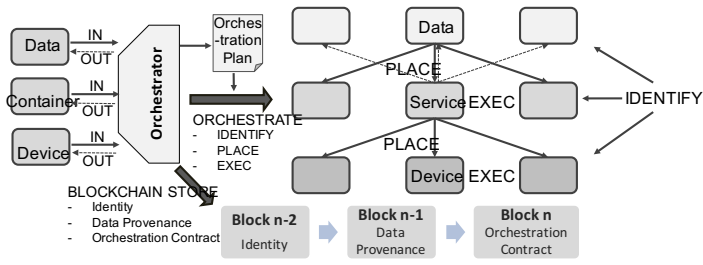 Data
IN
OUT
Container
IN
OUT
Device
IN
OUT
Orchestrator
Orches
-tration
Plan
ORCHESTRATE
- IDENTIFY
- PLACE
- EXEC
BLOCKCHAIN STORE
- Identity
- Data Provenance
- Orchestration Contract
Data
PLACE
Service EXEC
PLACE
Device EXEC
IDENTIFY
Block n-2
Identity
Block n-1
Data
Provenance
Block n
Orchestration
Contract